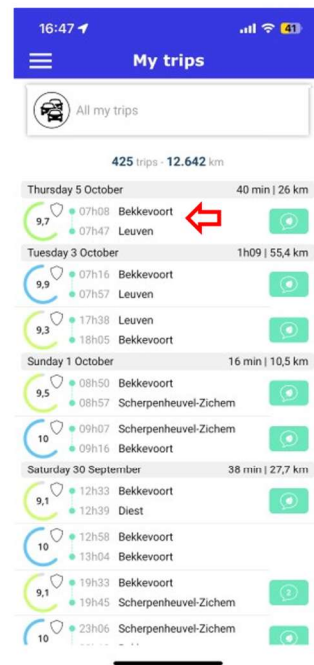 16:47
41
My trips
All my trips
425 trips - 12.642 km
Thursday 5 October 40 min | 26 km
9,7 07h08 Bekkevoort
07h47 Leuven
Tuesday 3 October 1h09 | 55,4 km
9,9 07h16 Bekkevoort
07h57 Leuven
9,3 17h38 Leuven
18h05 Bekkevoort
Sunday 1 October 16 min | 10,5 km
9,5 08h50 Bekkevoort
08h57 Scherpenheuvel-Zichem
10 09h07 Scherpenheuvel-Zichem
09h16 Bekkevoort
Saturday 30 September 38 min | 27,7 km
9,1 12h33 Bekkevoort
12h39 Diest
10 12h58 Bekkevoort
13h04 Bekkevoort
9,1 19h33 Bekkevoort
2
19h45 Scherpenheuvel-Zichem
10 23h06 Scherpenheuvel-Zichem